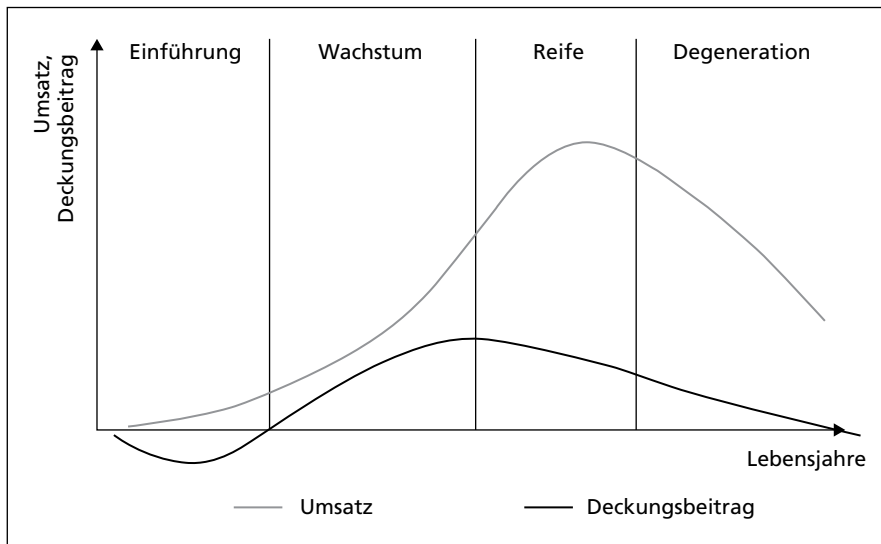 Umsatz,
Deckungsbeitrag
Einführung
Wachstum
Reife
Degeneration
Lebensjahre
Umsatz
Deckungsbeitrag